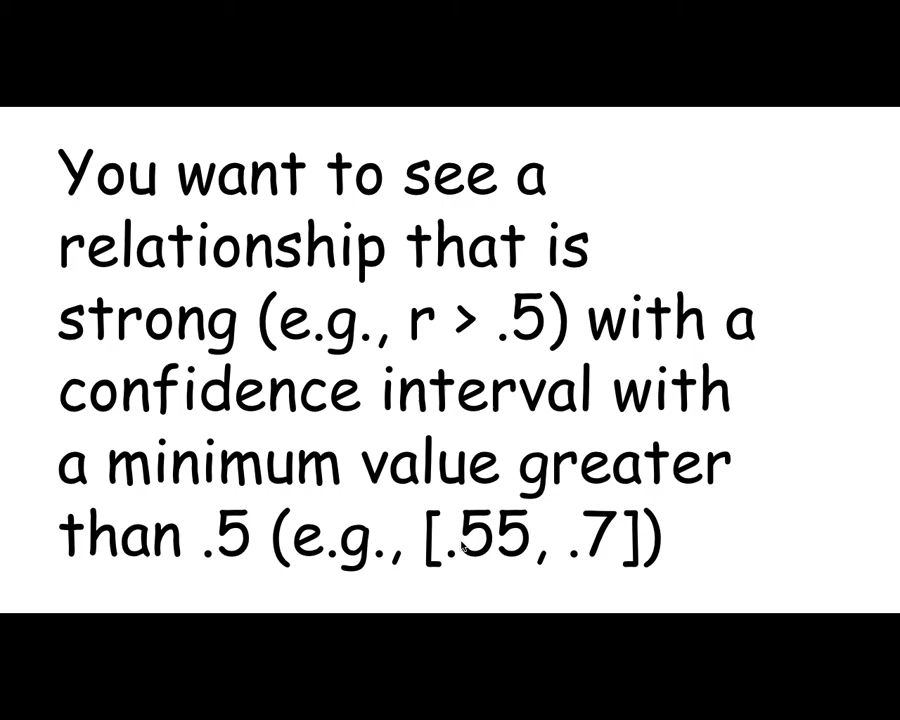 You want to see a
relationship that is
strong (e.g., r > .5) with a
confidence interval with
a minimum value greater
than .5 (e.g., [.55, .7])